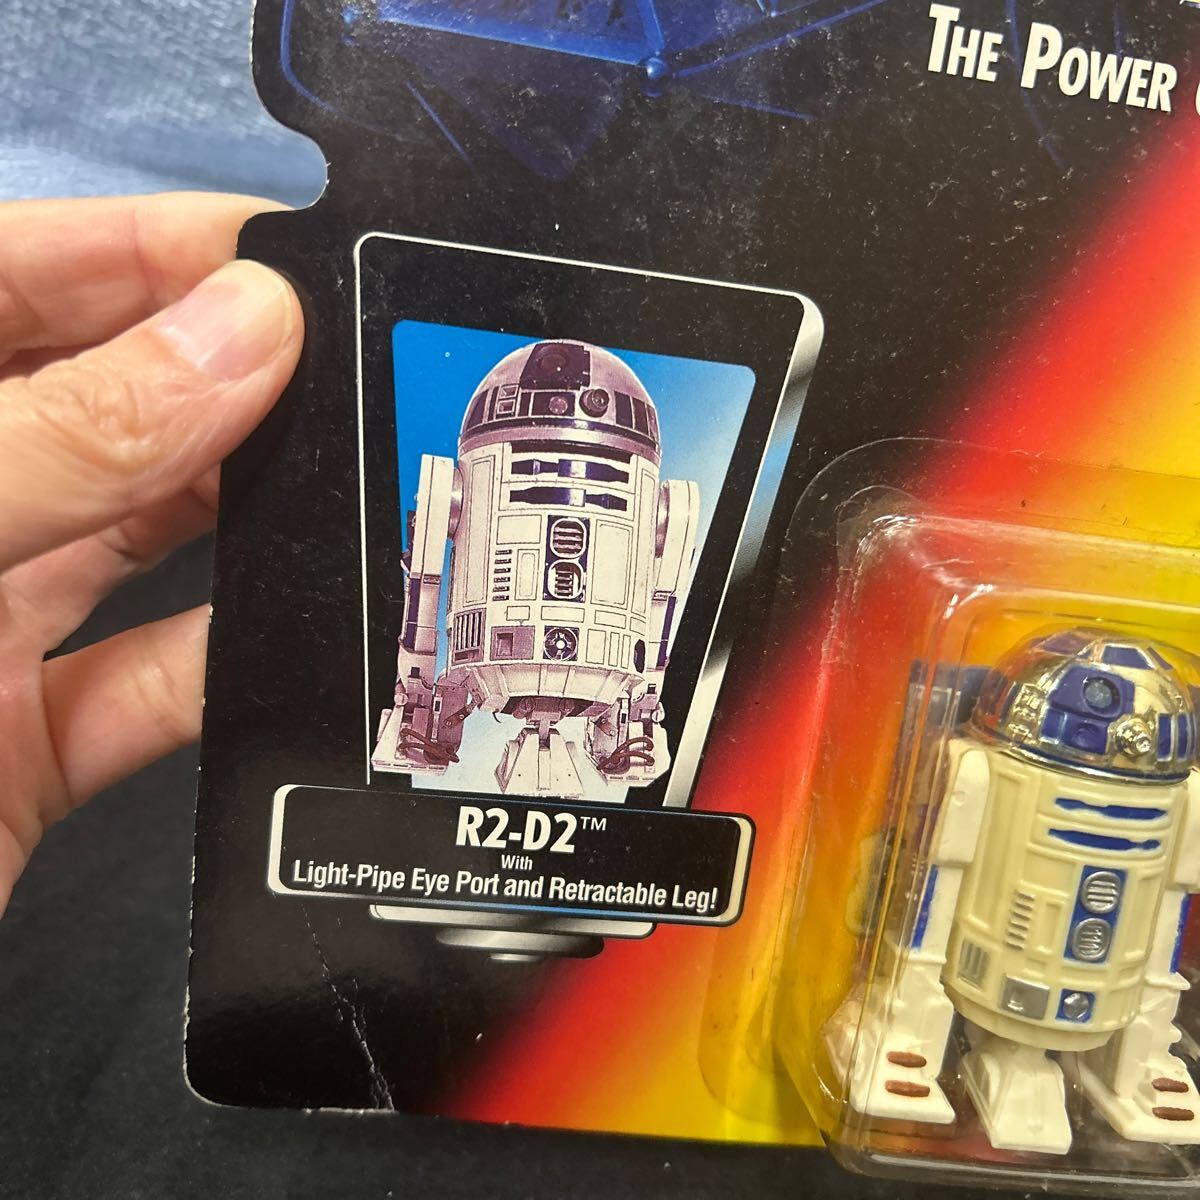 THE POWER
R2-D2™
With
Light-Pipe Eye Port and Retractable Leg!